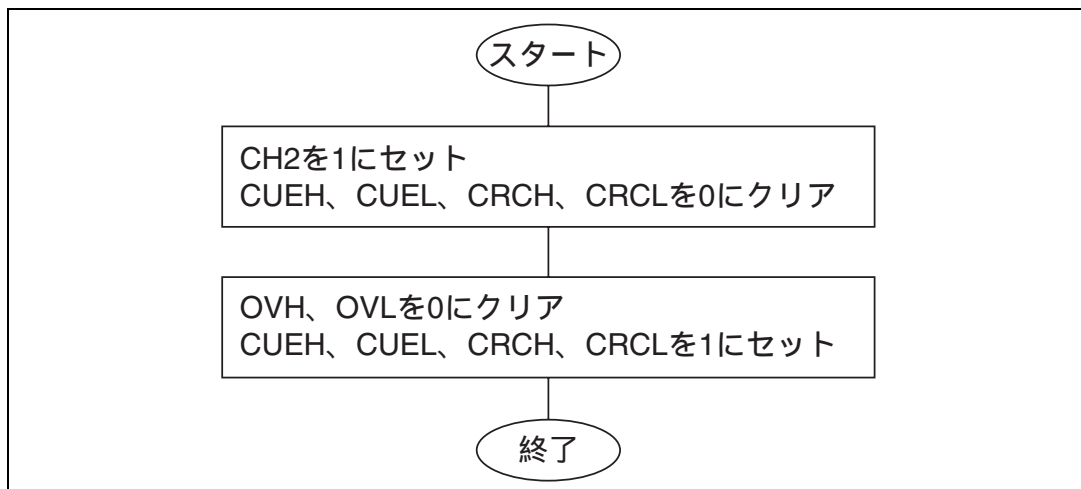 スタート
CH2を1にセット
CUEH、CUEL、CRCH、CRCLを0にクリア
OVH、OVLを0にクリア
CUEH、CUEL、CRCH、CRCLを1にセット
終了